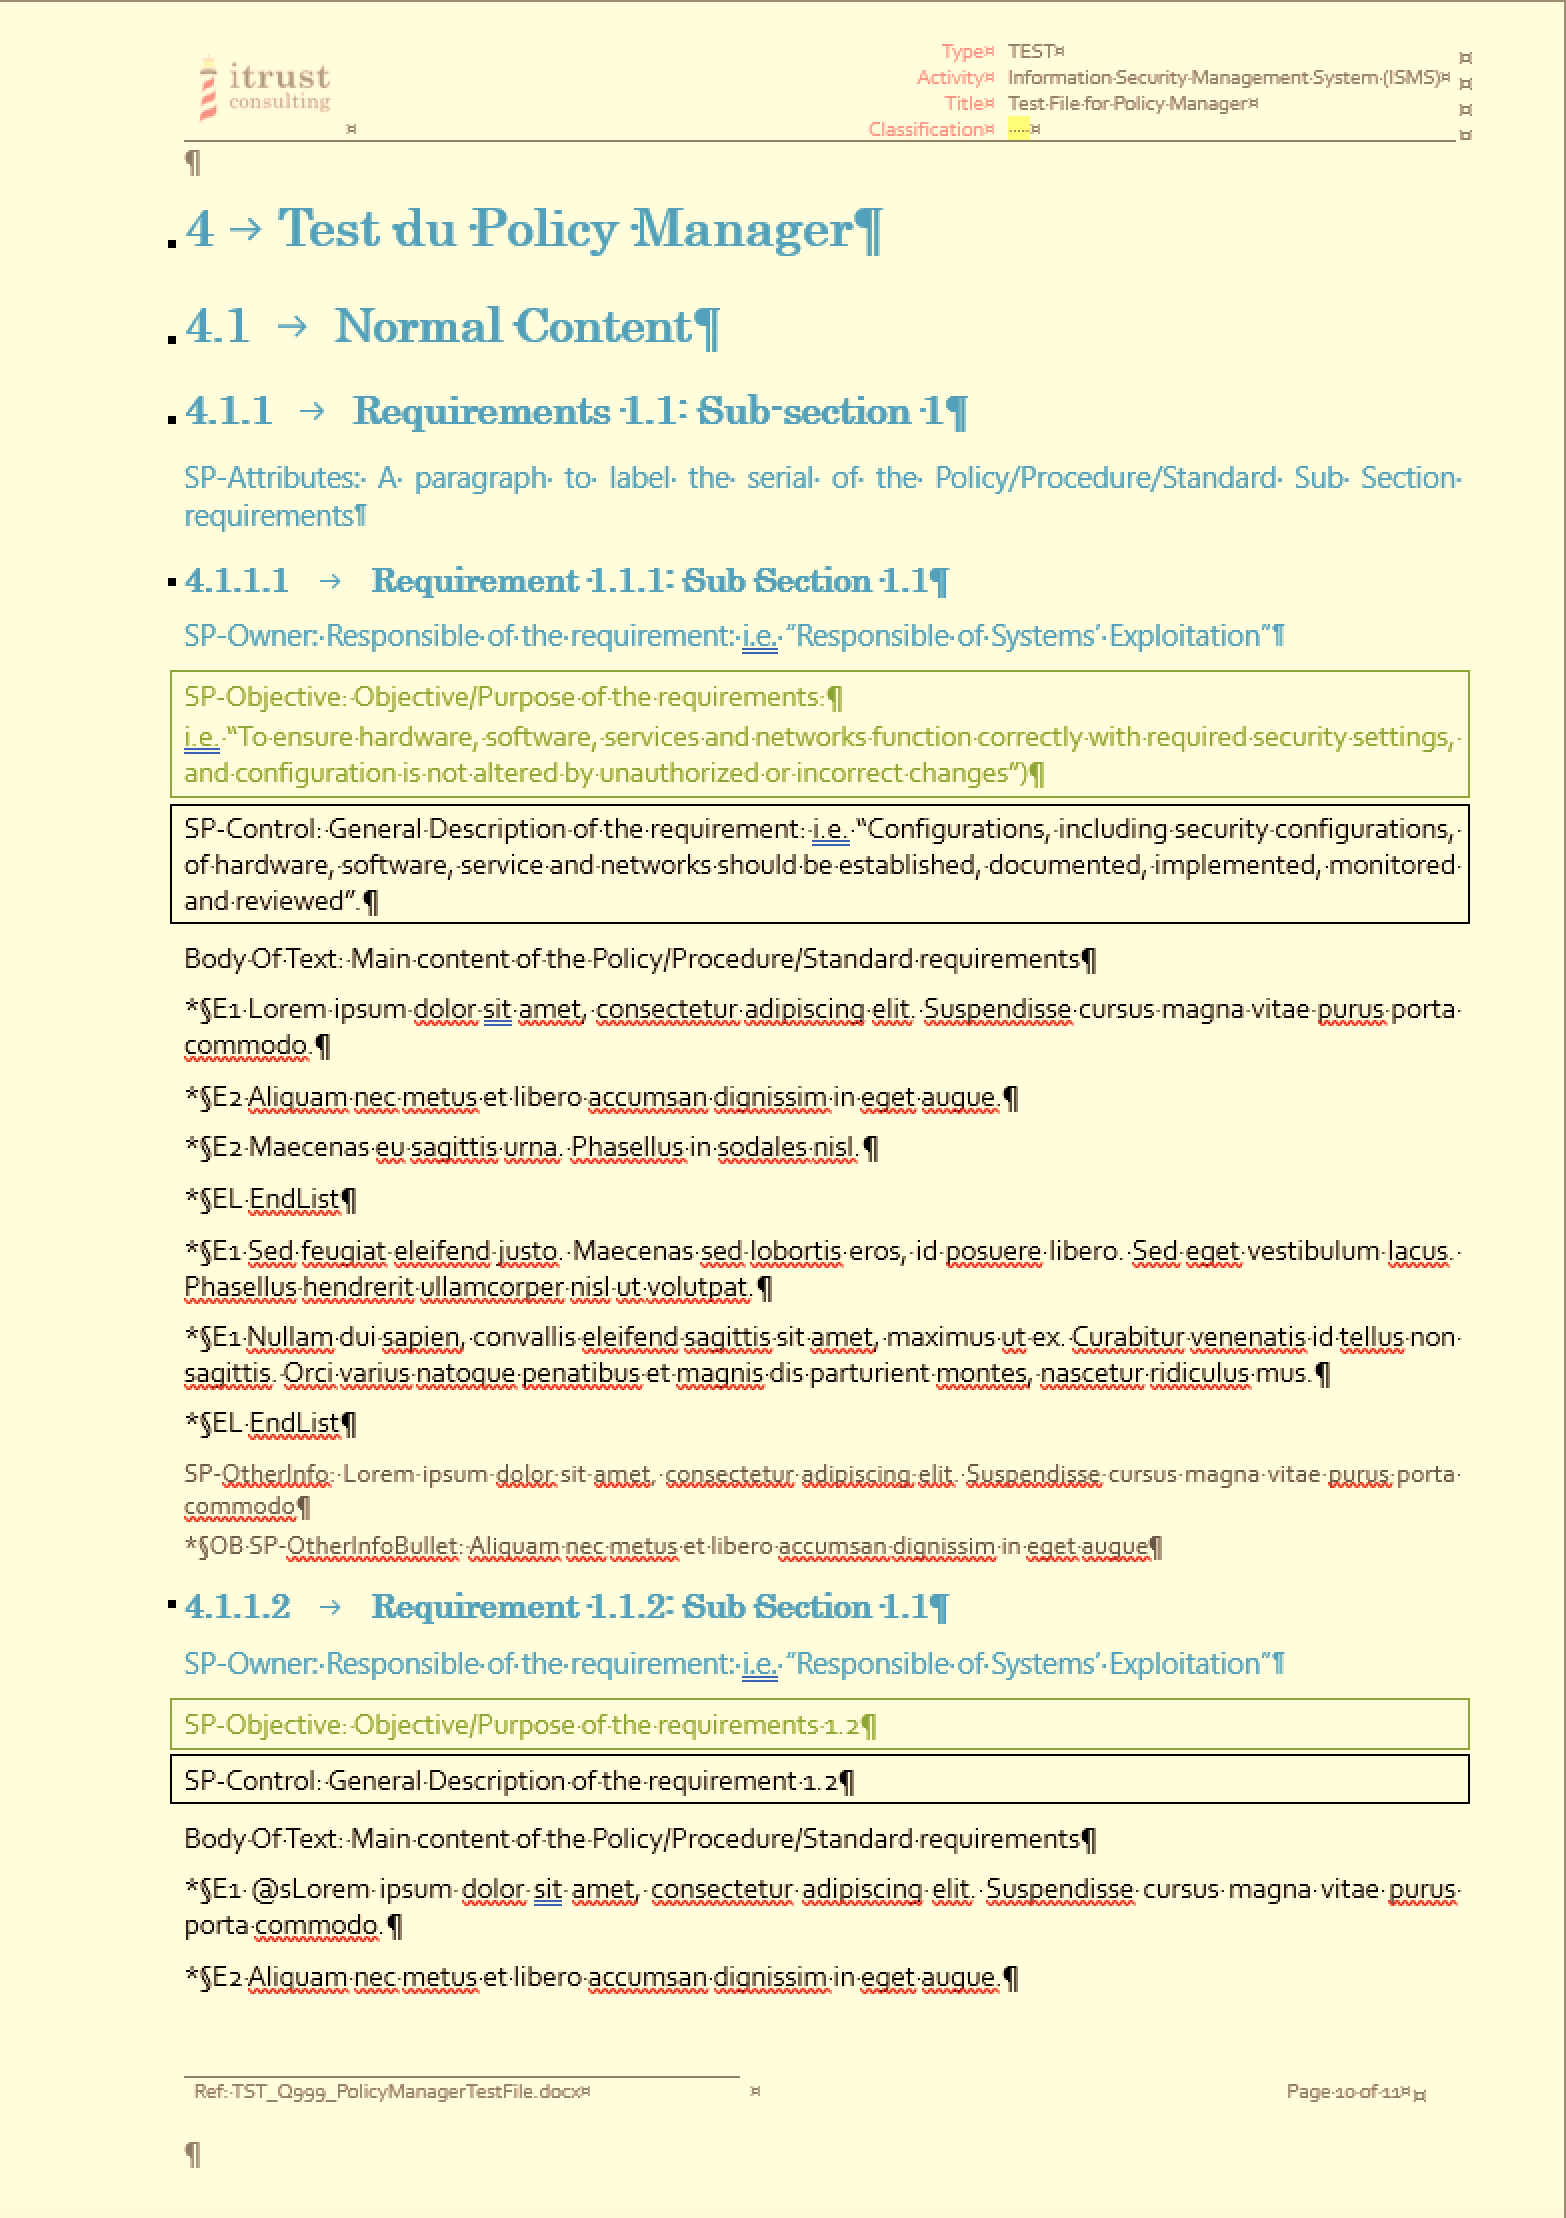 itrust
consulting
Type TEST
Activity Information Security Management System (ISMS)
Title Test File for Policy Manager
Classification .....
¶
4 → Test du Policy Manager¶
4.1 → Normal Content¶
4.1.1 → Requirements 1.1: Sub-section 1¶
SP-Attributes: A paragraph to label the serial of the Policy/Procedure/Standard Sub Section
requirements¶
4.1.1.1 → Requirement 1.1.1: Sub Section 1.1¶
SP-Owner: Responsible of the requirement: i.e. “Responsible of Systems’ Exploitation”¶
SP-Objective: Objective/Purpose of the requirements:¶
i.e. “To ensure hardware, software, services and networks function correctly with required security settings,
and configuration is not altered by unauthorized or incorrect changes”)¶
SP-Control: General Description of the requirement: i.e. “Configurations, including security configurations,
of hardware, software, service and networks should be established, documented, implemented, monitored
and reviewed”.¶
Body Of Text: Main content of the Policy/Procedure/Standard requirements¶
*§E1 Lorem ipsum dolor sit amet, consectetur adipiscing elit. Suspendisse cursus magna vitae purus porta
commodo.¶
*§E2 Aliquam nec metus et libero accumsan dignissim in eget augue.¶
*§E2 Maecenas eu sagittis urna. Phasellus in sodales nisl.¶
*§EL EndList¶
*§E1 Sed feugiat eleifend justo. Maecenas sed lobortis eros, id posuere libero. Sed eget vestibulum lacus.
Phasellus hendrerit ullamcorper nisl ut volutpat.¶
*§E1 Nullam dui sapien, convallis eleifend sagittis sit amet, maximus ut ex. Curabitur venenatis id tellus non
sagittis. Orci varius natoque penatibus et magnis dis parturient montes, nascetur ridiculus mus.¶
*§EL EndList¶
SP-OtherInfo: Lorem ipsum dolor sit amet, consectetur adipiscing elit. Suspendisse cursus magna vitae purus porta
commodo¶
*§OB SP-OtherInfoBullet: Aliquam nec metus et libero accumsan dignissim in eget augue¶
4.1.1.2 → Requirement 1.1.2: Sub Section 1.1¶
SP-Owner: Responsible of the requirement: i.e. “Responsible of Systems’ Exploitation”¶
SP-Objective: Objective/Purpose of the requirements 1.2¶
SP-Control: General Description of the requirement 1.2¶
Body Of Text: Main content of the Policy/Procedure/Standard requirements¶
*§E1 @sLorem ipsum dolor sit amet, consectetur adipiscing elit. Suspendisse cursus magna vitae purus
porta commodo.¶
*§E2 Aliquam nec metus et libero accumsan dignissim in eget augue.¶
Ref: TST_Q999_PolicyManagerTestFile.docx Page 10 of 11
¶